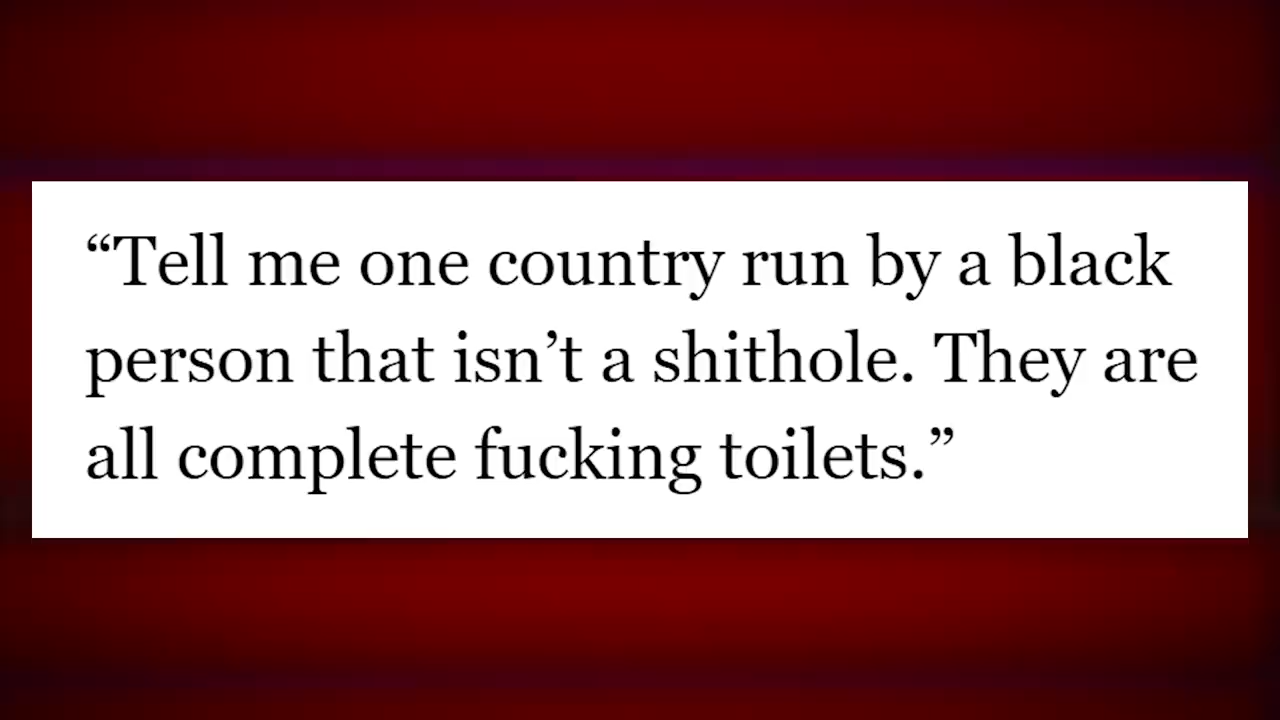 “Tell me one country run by a black
person that isn’t a shithole. They are
all complete fucking toilets.”